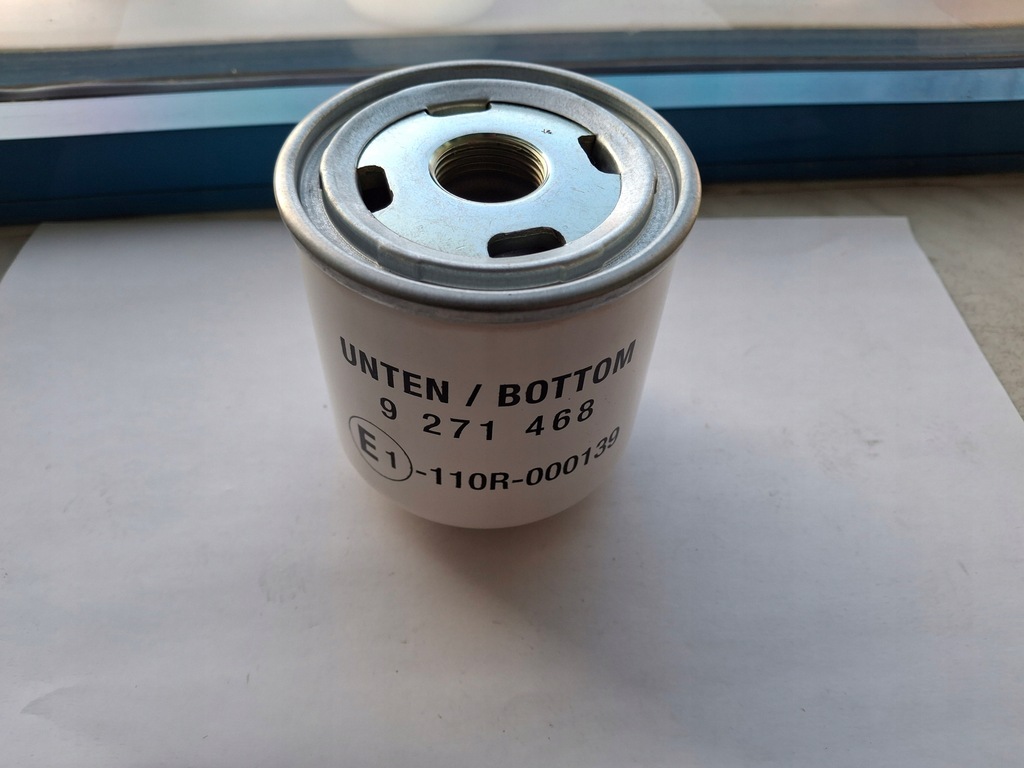 UNTEN / BOTTOM
9 271 468
E1-110R-000139